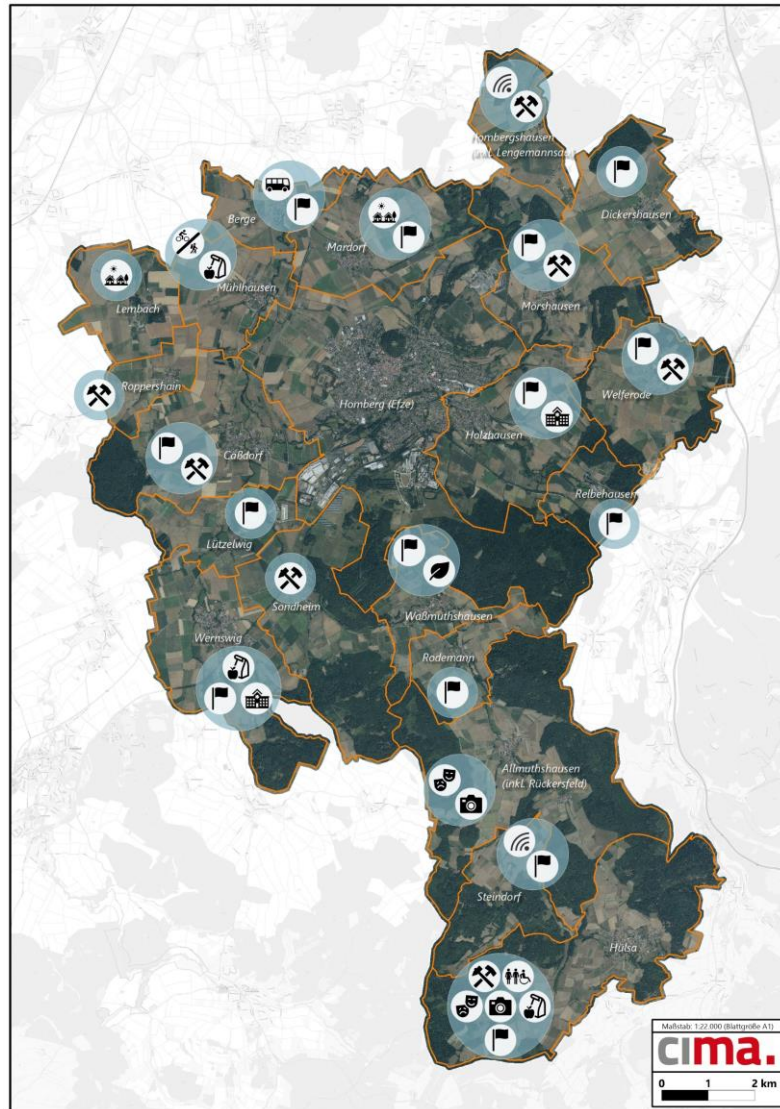 Hombergshausen
(inkl. Lengemannsau)
Dickershausen
Berge
Mardorf
Mühlhausen
Lembach
Mörshausen
Roppershain
Homberg (Efze)
Welferode
Holzhausen
Caßdorf
Relbehausen
Lützelwig
Sondheim
Waßmuthshausen
Wernswig
Rodemann
Allmuthshausen
(inkl. Rückersfeld)
Steindorf
Hülsa
Maßstab: 1:22.000 (Blattgröße A1)
cima.
0 1 2 km